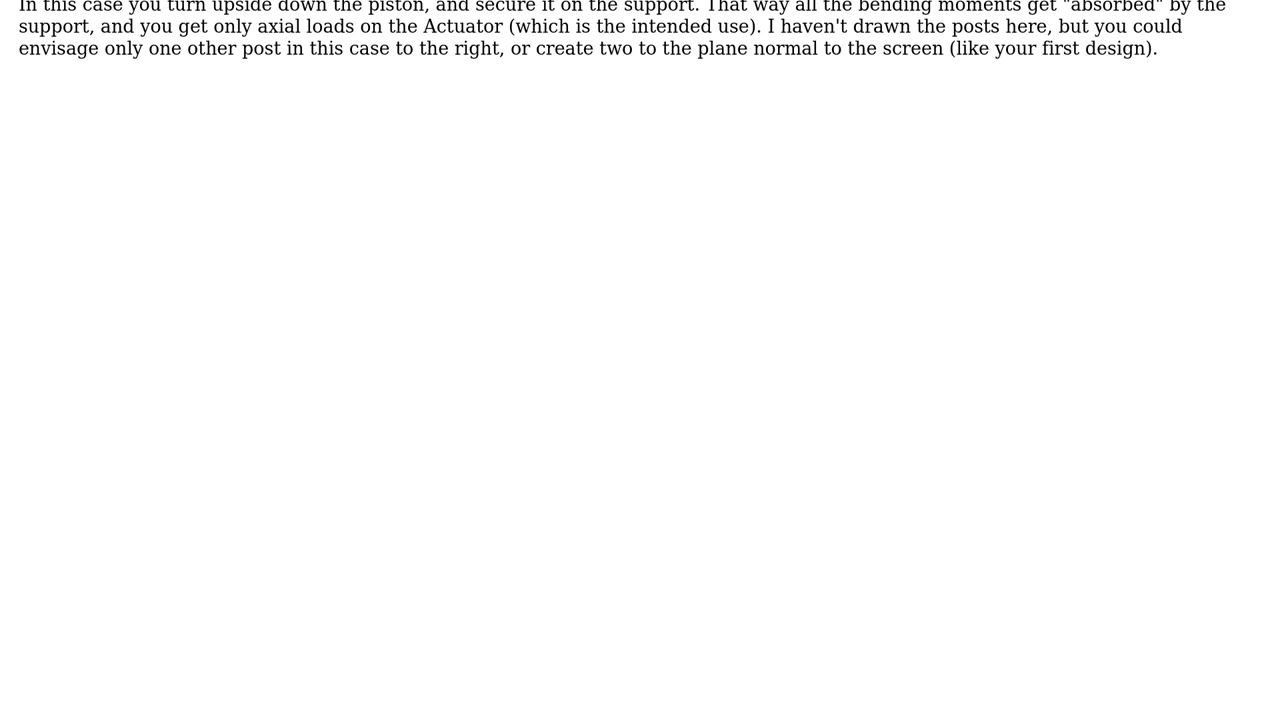 In this case you turn upside down the piston, and secure it on the support. That way all the bending moments get "absorbed" by the
support, and you get only axial loads on the Actuator (which is the intended use). I haven't drawn the posts here, but you could
envisage only one other post in this case to the right, or create two to the plane normal to the screen (like your first design).